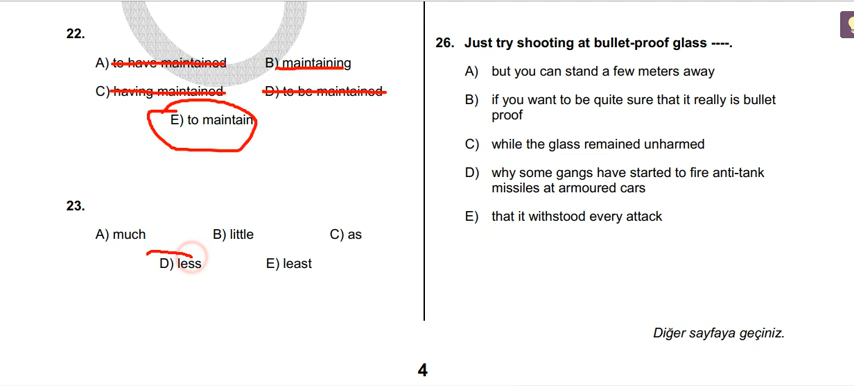 22.
A) to have maintained B) maintaining
C) having maintained D) to be maintained
E) to maintain
23.
A) much B) little C) as
D) less E) least
26. Just try shooting at bullet-proof glass ----.
A) but you can stand a few meters away
B) if you want to be quite sure that it really is bullet
proof
C) while the glass remained unharmed
D) why some gangs have started to fire anti-tank
missiles at armoured cars
E) that it withstood every attack
Diğer sayfaya geçiniz.
4